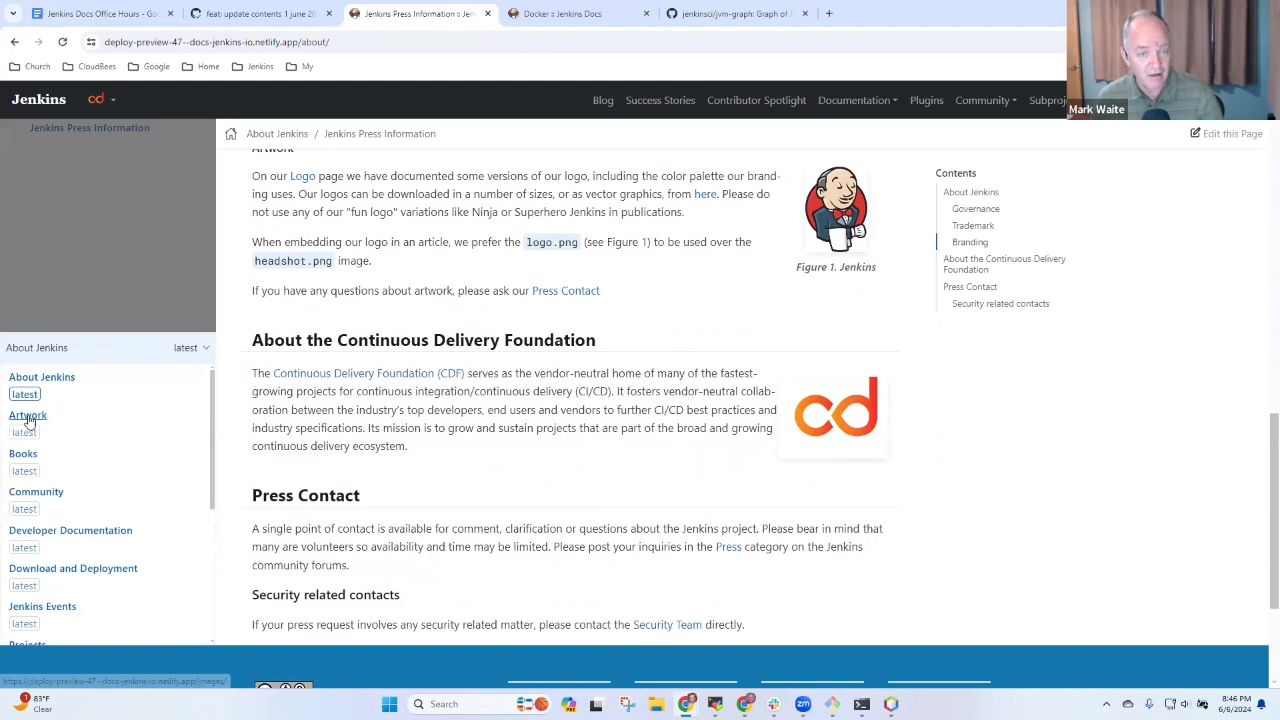 Docs Office Hours - Go
feat update contents 1 june 20
Jenkins Press Information :: Jen
Docker :: Jenkins Docs
jenkinsci/jvm-graph: Graph of J
deploy-preview-47--docs-jenkins-io.netlify.app/about/
Church
CloudBees
Google
Home
Jenkins
My
Jenkins
cd
Blog
Success Stories
Contributor Spotlight
Documentation
Plugins
Community
Subproj
Mark Waite
Jenkins Press Information
About Jenkins / Jenkins Press Information
Edit this Page
Artwork
On our Logo page we have documented some versions of our logo, including the color palette our brand-
ing uses. Our logos can be downloaded in a number of sizes, or as vector graphics, from here. Please do
not use any of our "fun logo" variations like Ninja or Superhero Jenkins in publications.
When embedding our logo in an article, we prefer the logo.png (see Figure 1) to be used over the
headshot.png image.
Figure 1. Jenkins
If you have any questions about artwork, please ask our Press Contact
About the Continuous Delivery Foundation
The Continuous Delivery Foundation (CDF) serves as the vendor-neutral home of many of the fastest-
growing projects for continuous integration/continuous delivery (CI/CD). It fosters vendor-neutral collab-
oration between the industry's top developers, end users and vendors to further CI/CD best practices and
industry specifications. Its mission is to grow and sustain projects that are part of the broad and growing
continuous delivery ecosystem.
cd
Press Contact
A single point of contact is available for comment, clarification or questions about the Jenkins project. Please bear in mind that
many are volunteers so availability and time may be limited. Please post your inquiries in the Press category on the Jenkins
community forums.
Security related contacts
If your press request involves any security related matter, please contact the Security Team directly.
Contents
About Jenkins
Governance
Trademark
Branding
About the Continuous Delivery
Foundation
Press Contact
Security related contacts
About Jenkins
latest
About Jenkins
latest
Artwork
latest
Books
latest
Community
latest
Developer Documentation
latest
Download and Deployment
latest
Jenkins Events
latest
Projects
https://deploy-preview-47--docs-jenkins-io.netlify.app/images/
1
83°F
Clear
Search
zm
8:46 PM
6/6/2024